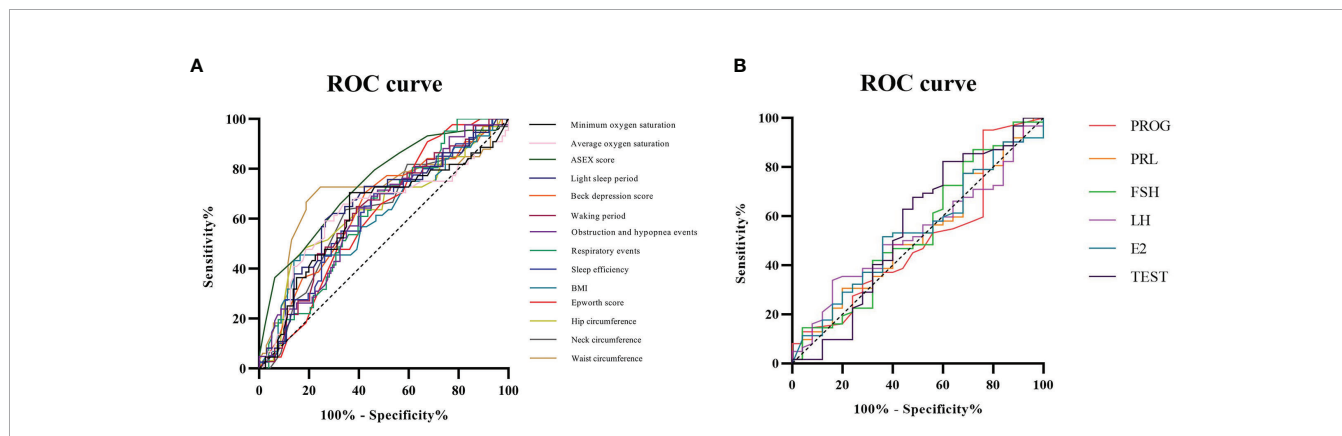 A
ROC curve
100
80
60
40
20
0
Sensitivity%
0 20 40 60 80 100
100% - Specificity%
Minimum oxygen saturation
Average oxygen saturation
ASEX score
Light sleep period
Beck depression score
Waking period
Obstruction and hypopnea events
Respiratory events
Sleep efficiency
BMI
Epworth score
Hip circumference
Neck circumference
Waist circumference
B
ROC curve
100
80
60
40
20
0
Sensitivity%
0 20 40 60 80 100
100% - Specificity%
PROG
PRL
FSH
LH
E2
TEST